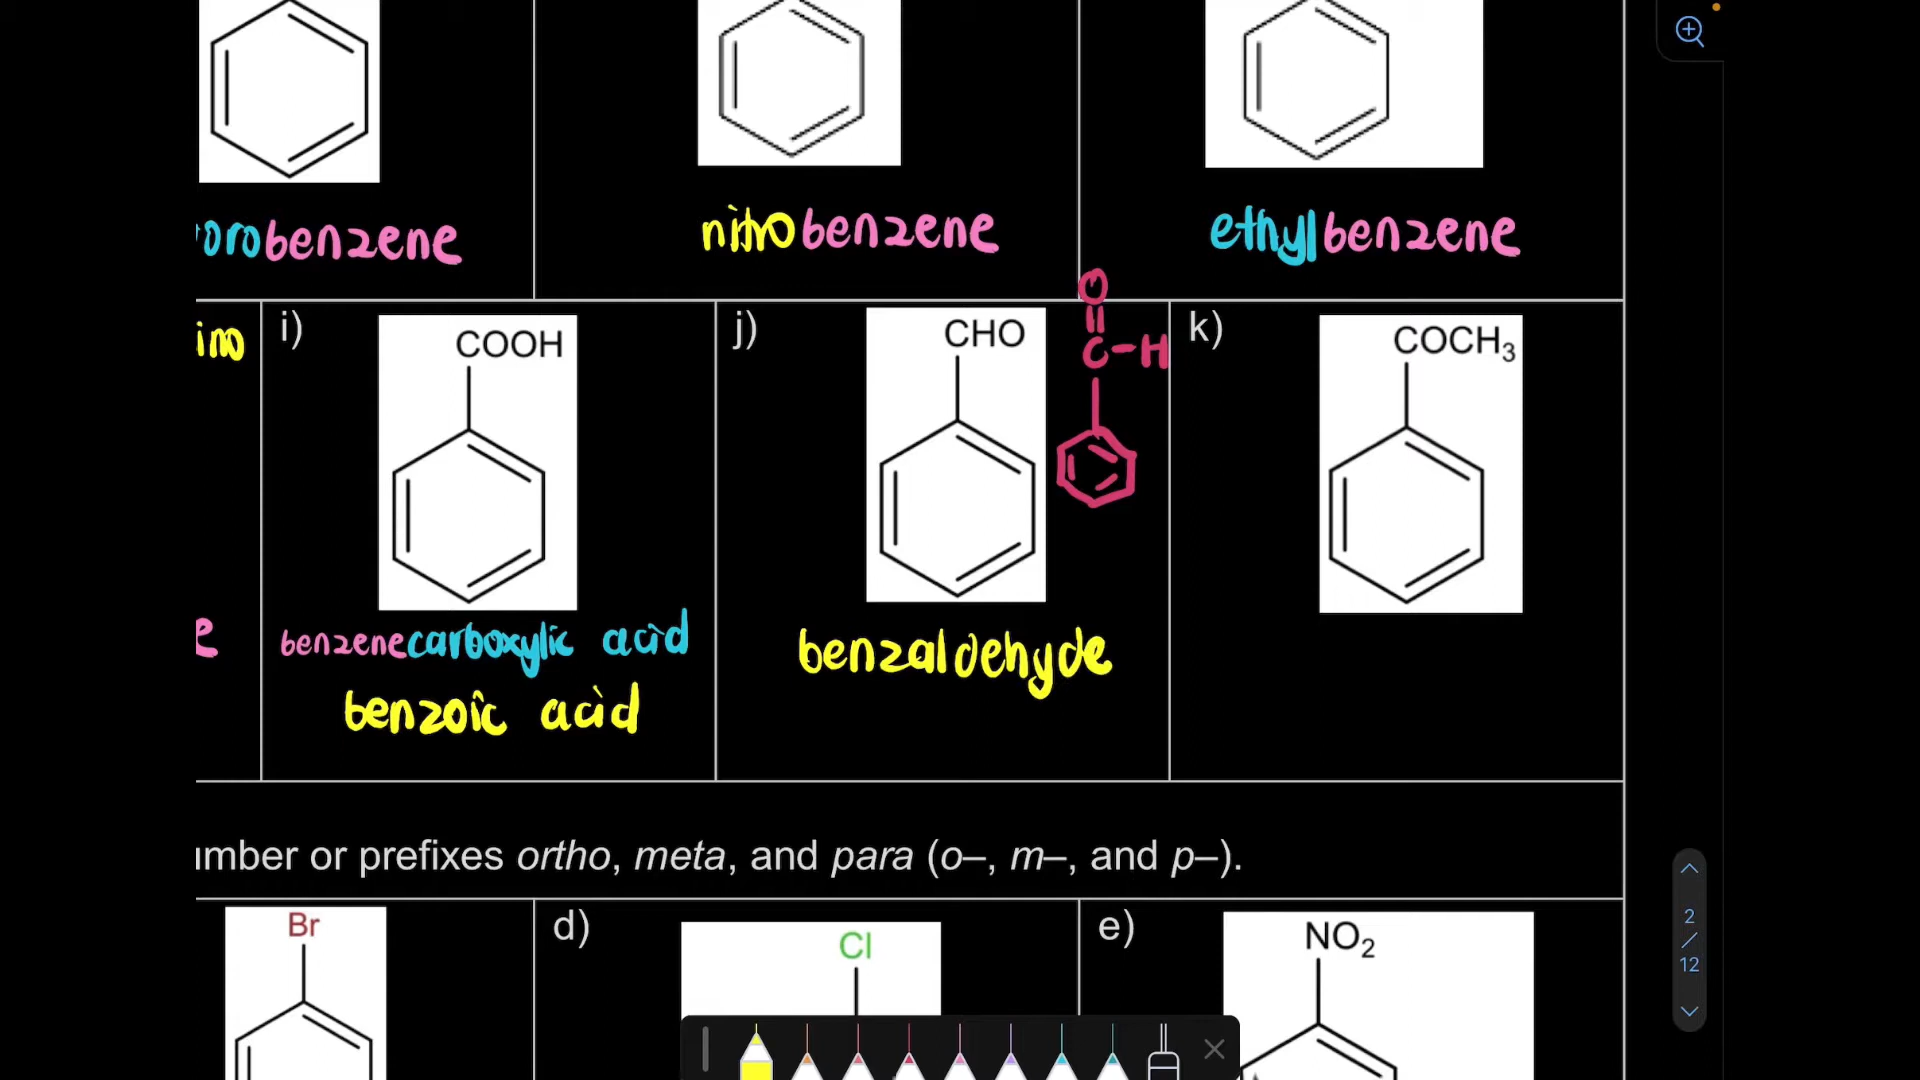 orobenzene
nitrobenzene
ethylbenzene
ino
i)
COOH
j)
CHO
O
C-H
k)
COCH₃
e
benzenecarboxylic acid
benzoic acid
benzaldehyde
umber or prefixes ortho, meta, and para (o–, m–, and p–).
Br
d)
Cl
e)
NO₂
2
/
12